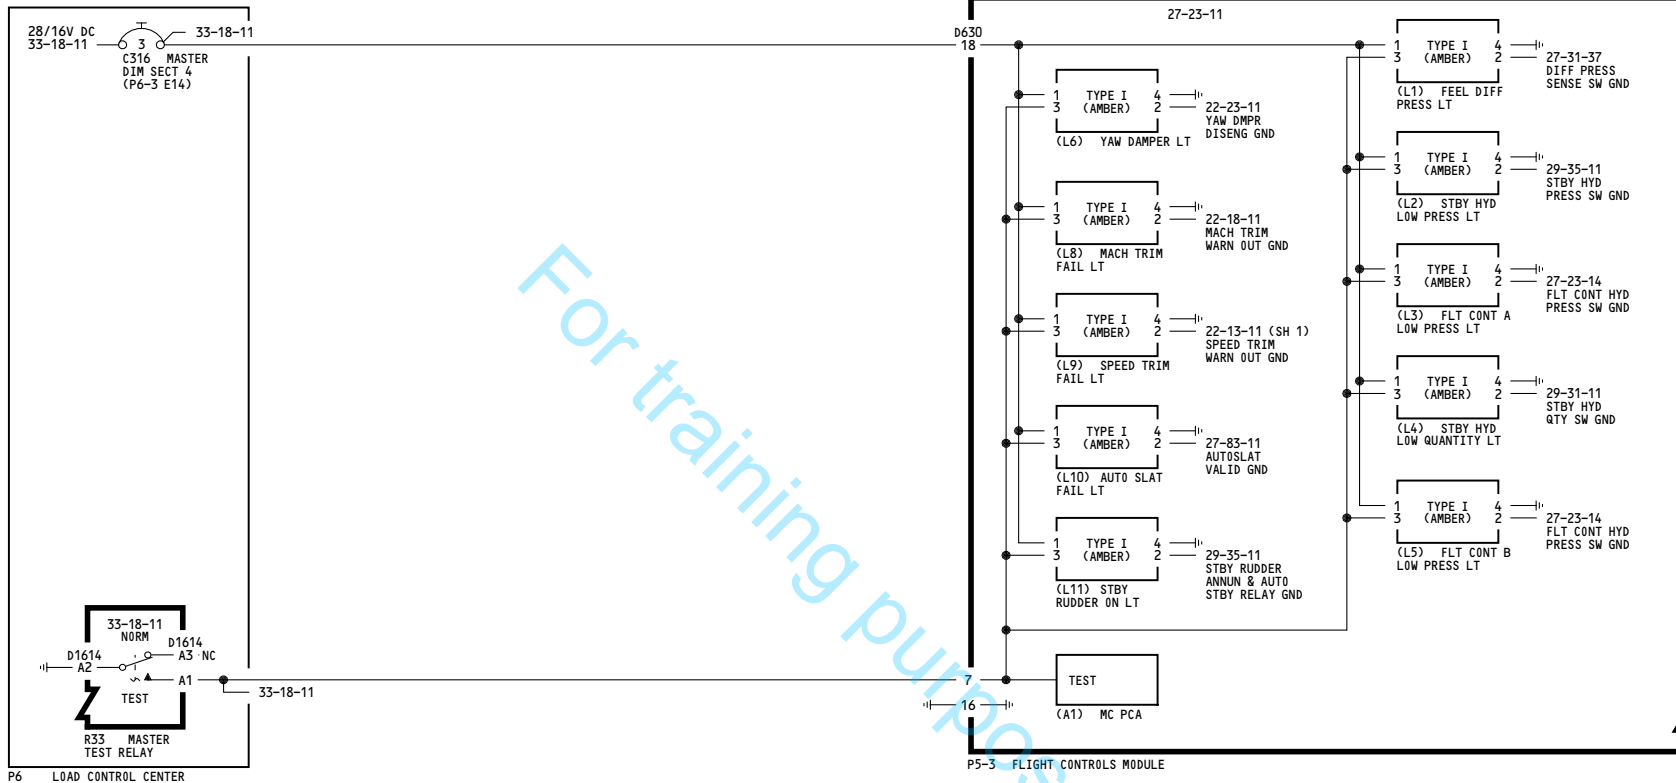 28/16V DC
33-18-11
3
33-18-11
C316 MASTER
DIM SECT 4
(P6-3 E14)
33-18-11
NORM
D1614
A3 NC
D1614
A2
A1
TEST
33-18-11
R33 MASTER
TEST RELAY
P6 LOAD CONTROL CENTER
D630
18
7
16
27-23-11
1 TYPE I 4
3 (AMBER) 2
22-23-11
YAW DMPR
DISENG GND
(L6) YAW DAMPER LT
1 TYPE I 4
3 (AMBER) 2
22-18-11
MACH TRIM
WARN OUT GND
(L8) MACH TRIM
FAIL LT
1 TYPE I 4
3 (AMBER) 2
22-13-11 (SH 1)
SPEED TRIM
WARN OUT GND
(L9) SPEED TRIM
FAIL LT
1 TYPE I 4
3 (AMBER) 2
27-83-11
AUTOSLAT
VALID GND
(L10) AUTO SLAT
FAIL LT
1 TYPE I 4
3 (AMBER) 2
29-35-11
STBY RUDDER
ANNUN & AUTO
STBY RELAY GND
(L11) STBY
RUDDER ON LT
TEST
(A1) MC PCA
1 TYPE I 4
3 (AMBER) 2
27-31-37
DIFF PRESS
SENSE SW GND
(L1) FEEL DIFF
PRESS LT
1 TYPE I 4
3 (AMBER) 2
29-35-11
STBY HYD
PRESS SW GND
(L2) STBY HYD
LOW PRESS LT
1 TYPE I 4
3 (AMBER) 2
27-23-14
FLT CONT HYD
PRESS SW GND
(L3) FLT CONT A
LOW PRESS LT
1 TYPE I 4
3 (AMBER) 2
29-31-11
STBY HYD
QTY SW GND
(L4) STBY HYD
LOW QUANTITY LT
1 TYPE I 4
3 (AMBER) 2
27-23-14
FLT CONT HYD
PRESS SW GND
(L5) FLT CONT B
LOW PRESS LT
P5-3 FLIGHT CONTROLS MODULE
For training purpos